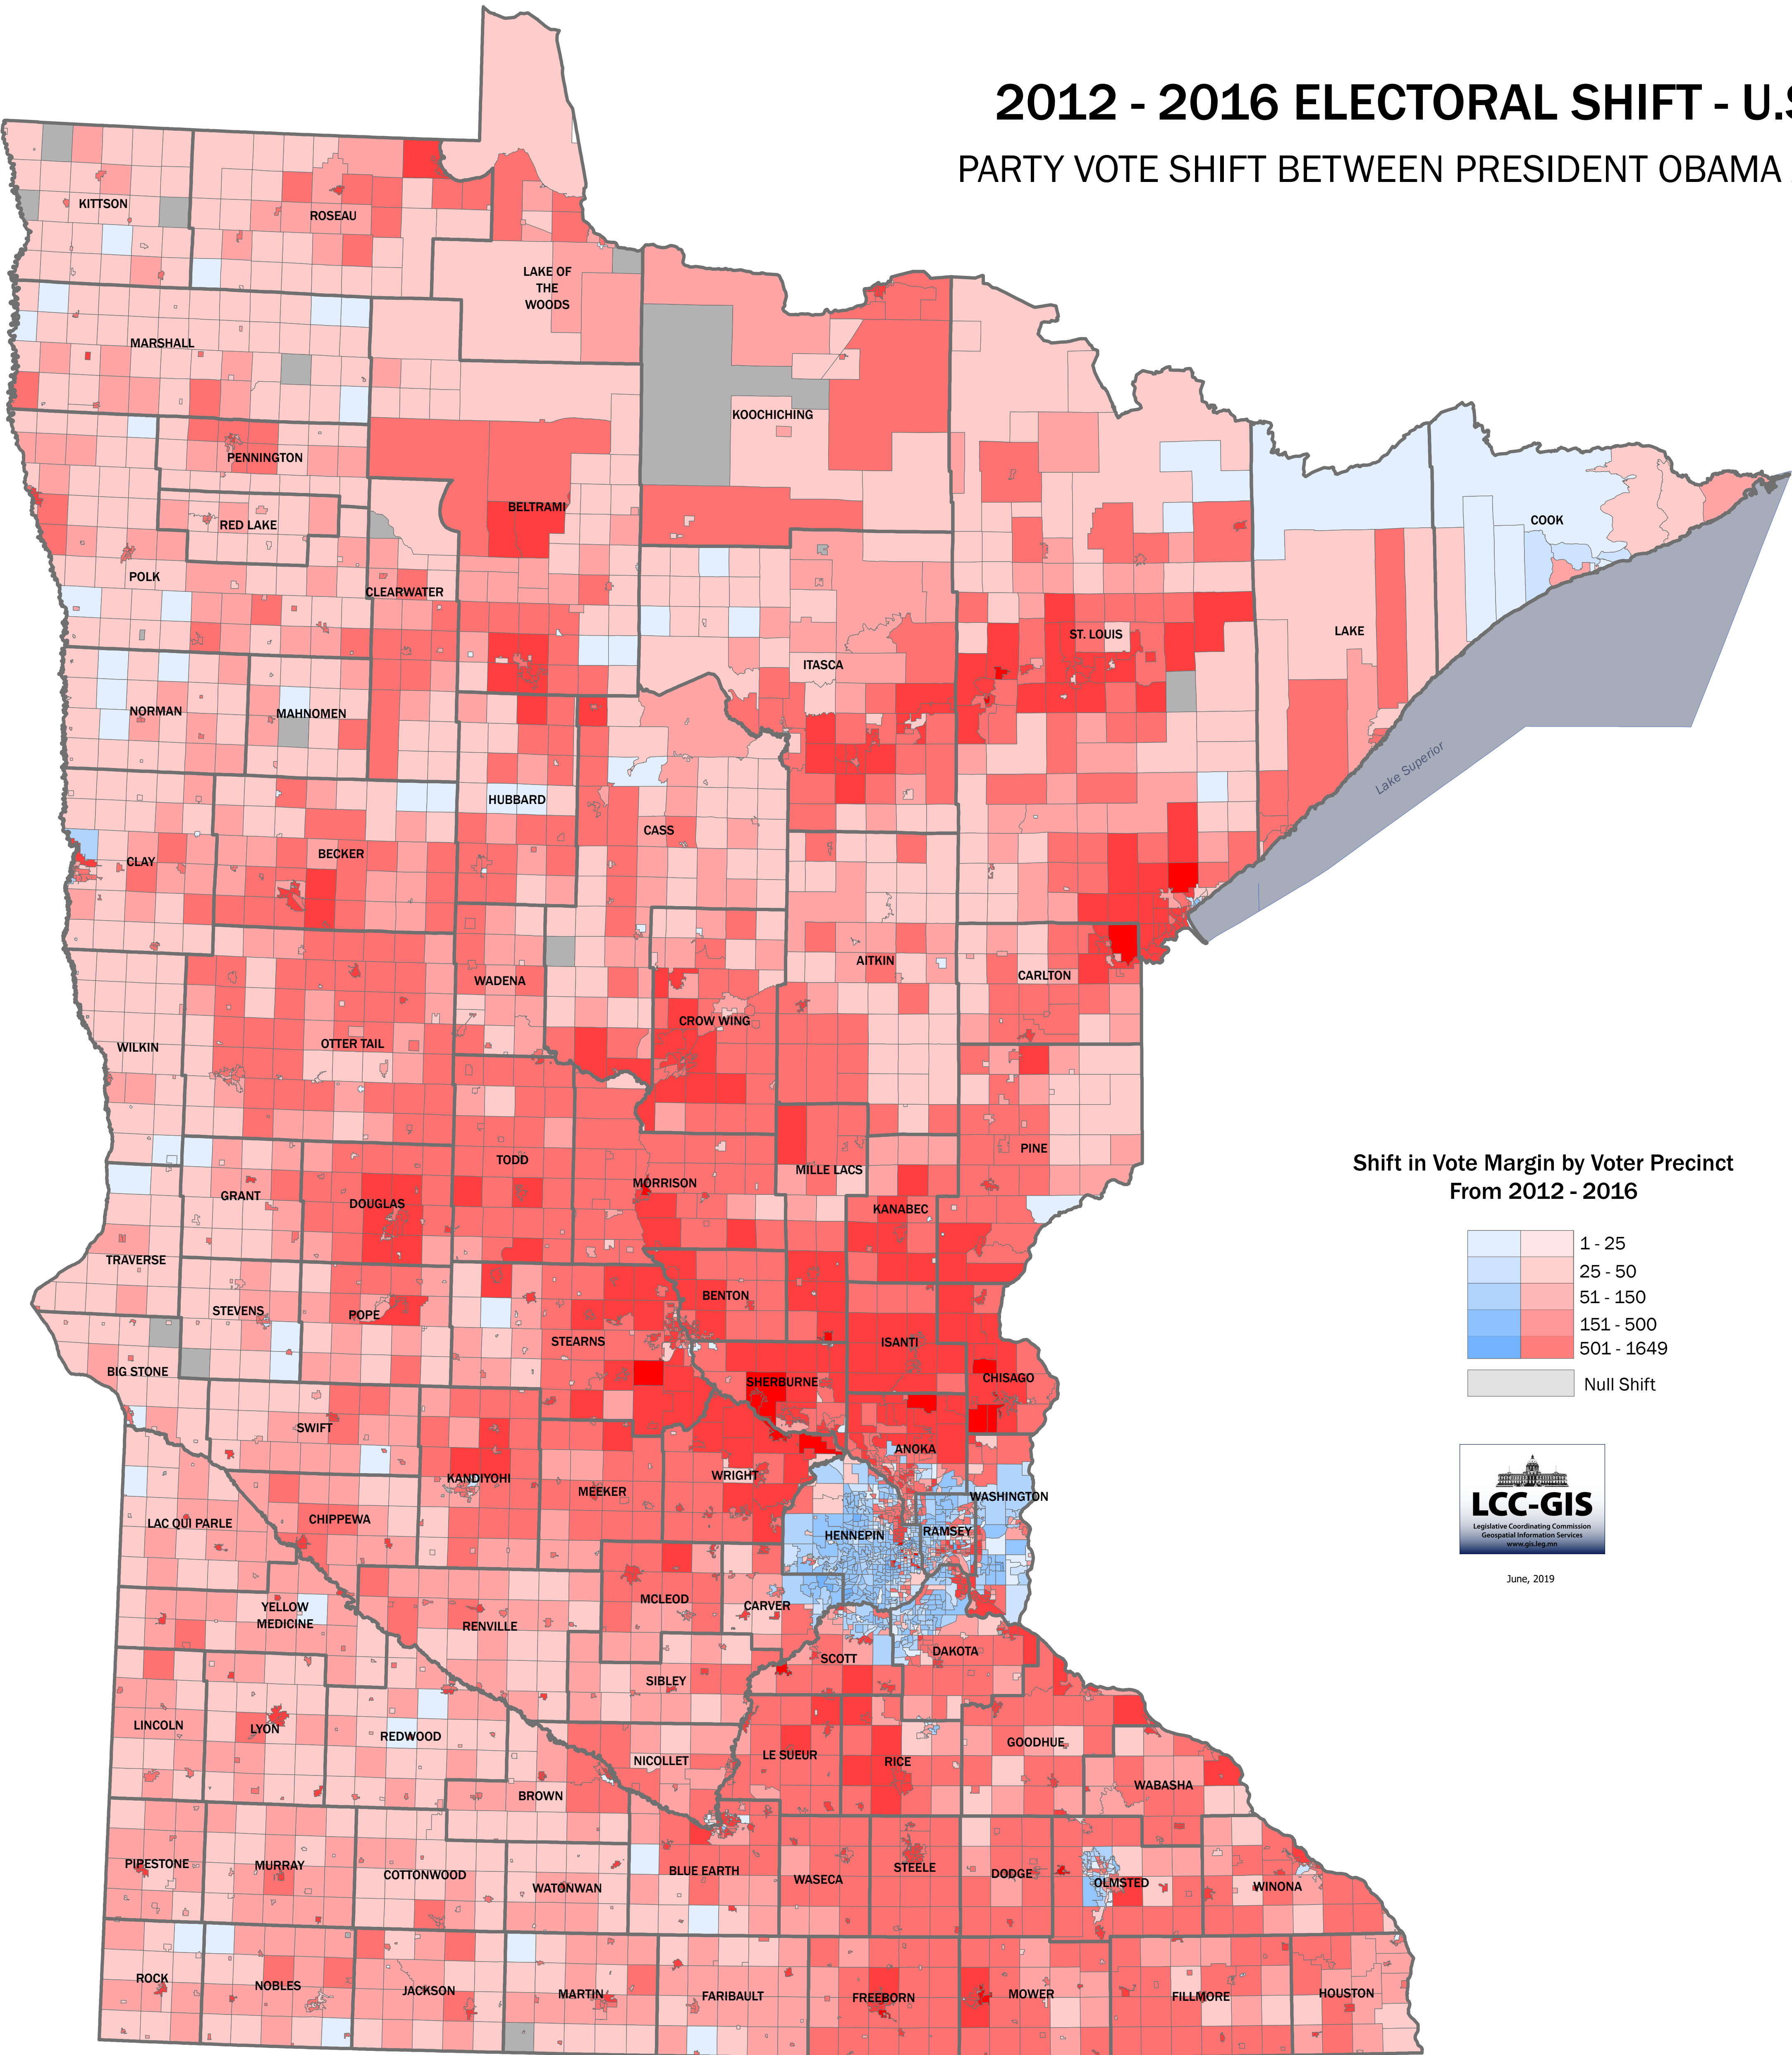 2012 - 2016 ELECTORAL SHIFT - U.S
PARTY VOTE SHIFT BETWEEN PRESIDENT OBAMA
KITTSON
ROSEAU
LAKE OF
THE
WOODS
MARSHALL
KOOCHICHING
PENNINGTON
BELTRAMI
COOK
RED LAKE
POLK
CLEARWATER
LAKE
ST. LOUIS
ITASCA
NORMAN
MAHNOMEN
Lake Superior
HUBBARD
CASS
BECKER
CLAY
AITKIN
CARLTON
WADENA
CROW WING
OTTER TAIL
WILKIN
PINE
TODD
MILLE LACS
MORRISON
GRANT
DOUGLAS
KANABEC
TRAVERSE
BENTON
STEVENS
POPE
STEARNS
ISANTI
BIG STONE
SHERBURNE
CHISAGO
SWIFT
ANOKA
WRIGHT
KANDIYOHI
MEEKER
WASHINGTON
LAC QUI PARLE
CHIPPEWA
HENNEPIN
RAMSEY
MCLEOD
CARVER
YELLOW
MEDICINE
RENVILLE
DAKOTA
SCOTT
SIBLEY
LINCOLN
LYON
REDWOOD
GOODHUE
LE SUEUR
NICOLLET
RICE
WABASHA
BROWN
PIPESTONE
MURRAY
COTTONWOOD
BLUE EARTH
STEELE
DODGE
WASECA
OLMSTED
WATONWAN
WINONA
ROCK
NOBLES
JACKSON
MARTIN
FARIBAULT
FREEBORN
MOWER
FILLMORE
HOUSTON
Shift in Vote Margin by Voter Precinct
From 2012 - 2016
1 - 25
25 - 50
51 - 150
151 - 500
501 - 1649
Null Shift
LCC-GIS
Legislative Coordinating Commission
Geospatial Information Services
www.gis.leg.mn
June, 2019